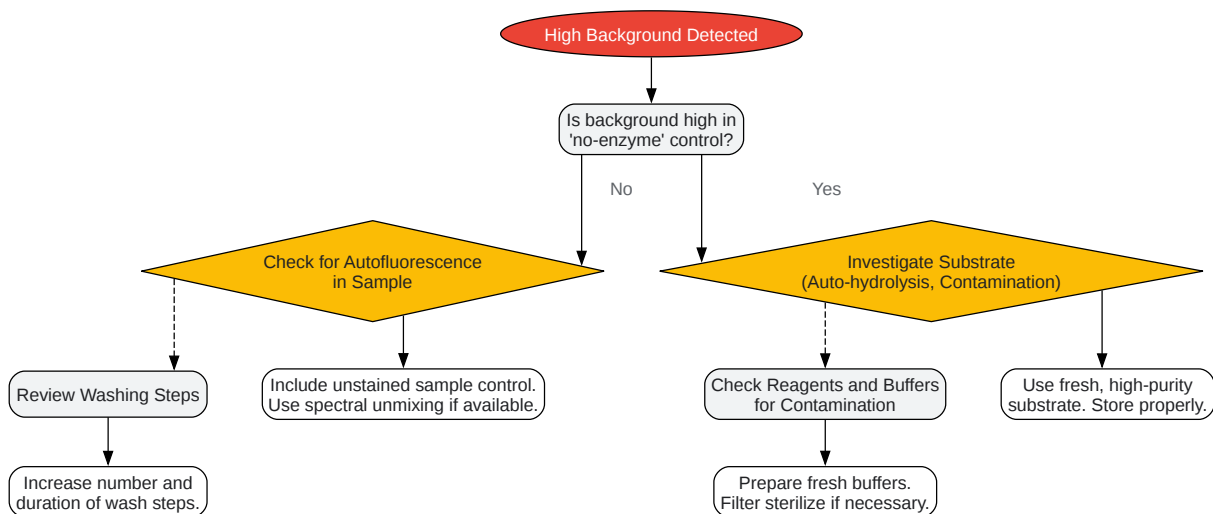 High Background Detected
Is background high in
'no-enzyme' control?
No
Yes
Check for Autofluorescence
in Sample
Investigate Substrate
(Auto-hydrolysis, Contamination)
Review Washing Steps
Include unstained sample control.
Use spectral unmixing if available.
Check Reagents and Buffers
for Contamination
Use fresh, high-purity
substrate. Store properly.
Increase number and
duration of wash steps.
Prepare fresh buffers.
Filter sterilize if necessary.